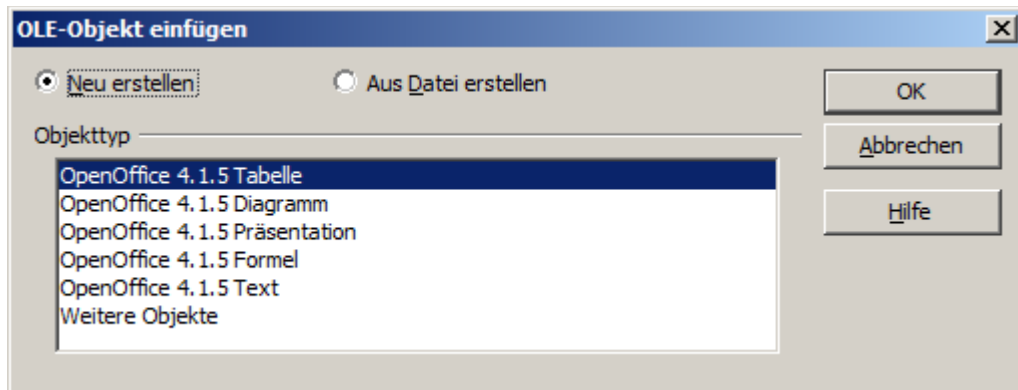 OLE-Objekt einfügen
Neu erstellen
Aus Datei erstellen
OK
Objekttyp
Abbrechen
OpenOffice 4.1.5 Tabelle
OpenOffice 4.1.5 Diagramm
Hilfe
OpenOffice 4.1.5 Präsentation
OpenOffice 4.1.5 Formel
OpenOffice 4.1.5 Text
Weitere Objekte